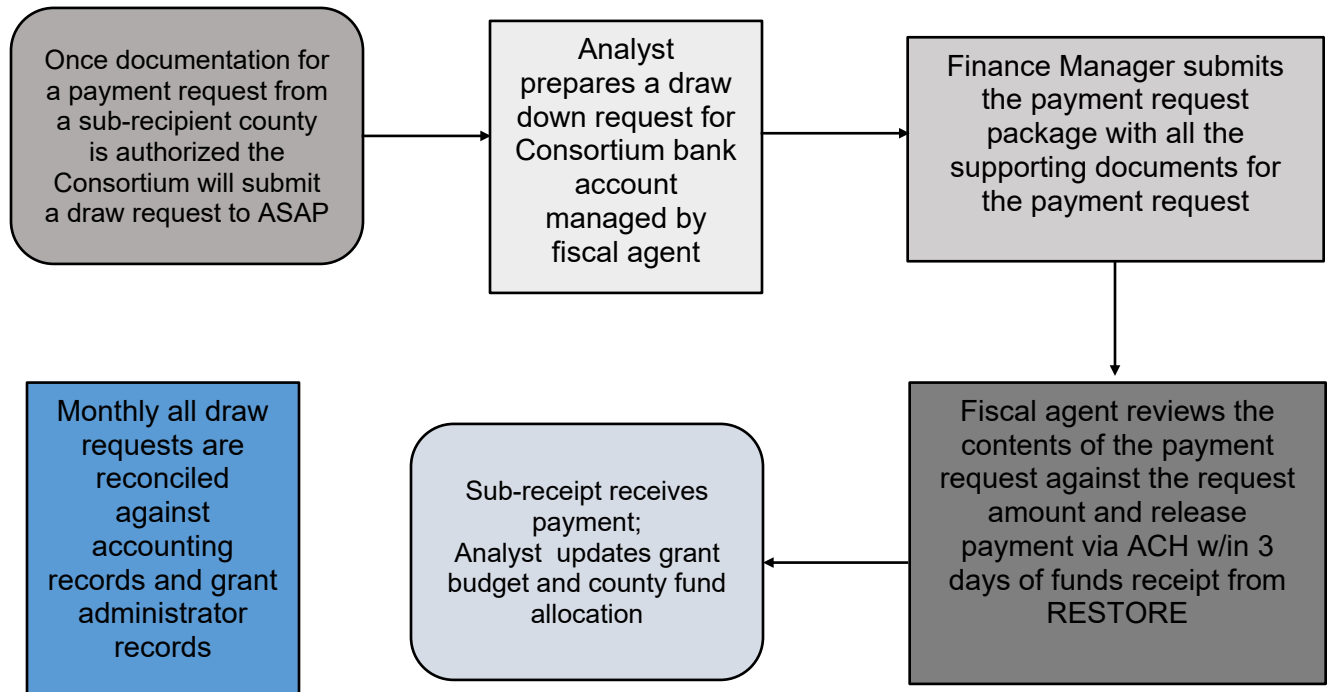 Once documentation for
a payment request from
a sub-recipient county
is authorized the
Consortium will submit
a draw request to ASAP
Analyst
prepares a draw
down request for
Consortium bank
account
managed by
fiscal agent
Finance Manager submits
the payment request
package with all the
supporting documents for
the payment request
Fiscal agent reviews the
contents of the payment
request against the request
amount and release
payment via ACH w/in 3
days of funds receipt from
RESTORE
Sub-receipt receives
payment;
Analyst updates grant
budget and county fund
allocation
Monthly all draw
requests are
reconciled
against
accounting
records and grant
administrator
records